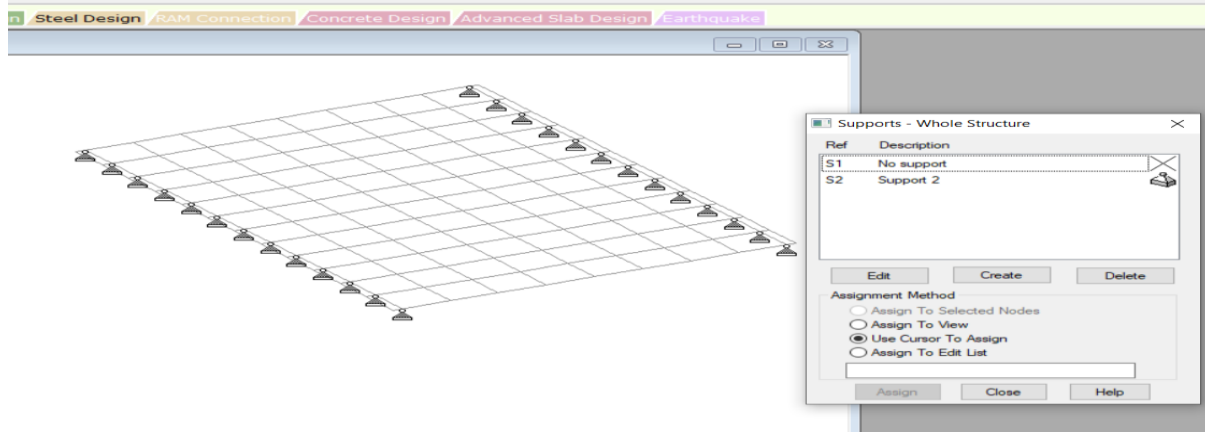 n Steel Design RAM Connection Concrete Design Advanced Slab Design Earthquake
Supports - Whole Structure
Ref Description
S1 No support
S2 Support 2
Edit Create Delete
Assignment Method
Assign To Selected Nodes
Assign To View
Use Cursor To Assign
Assign To Edit List
Assign Close Help